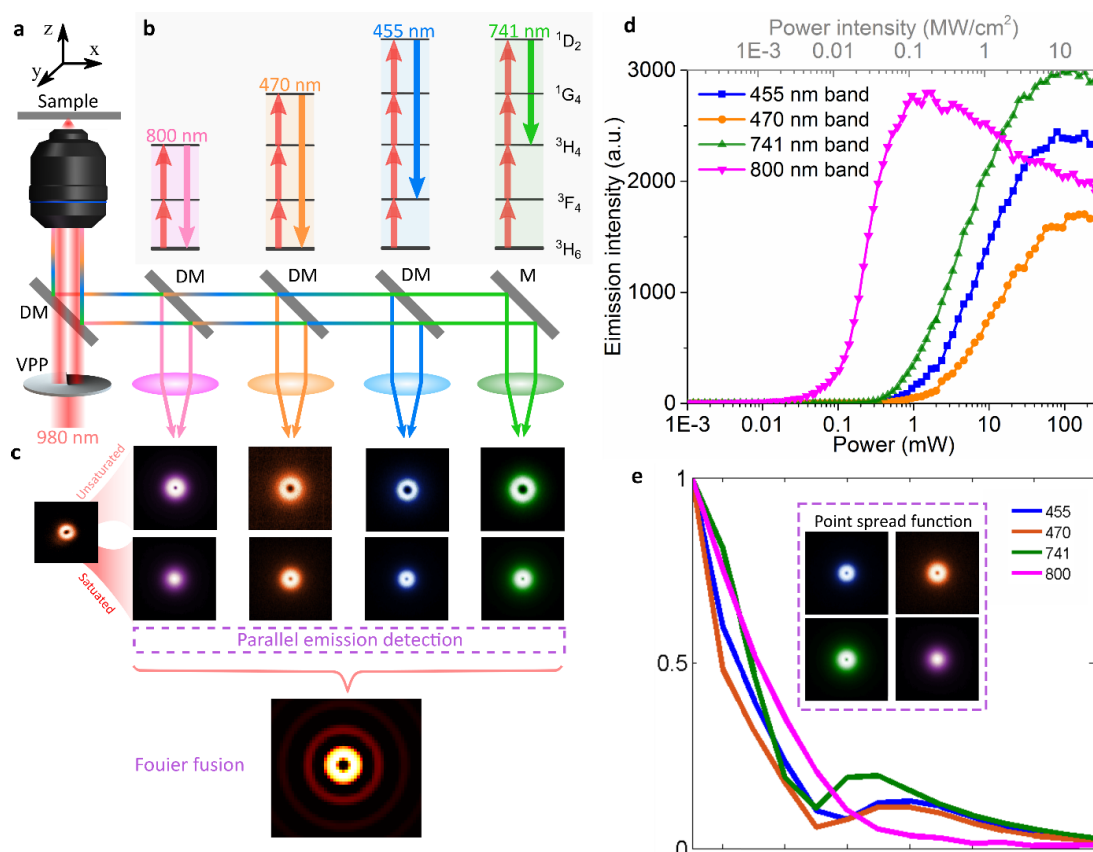 a
z
x
y
Sample
DM
VPP
980 nm
b
800 nm
470 nm
455 nm
741 nm
¹D₂
¹G₄
³H₄
³F₄
³H₆
DM
DM
DM
M
c
Unsaturated
Satuated
Parallel emission detection
Fouier fusion
d
Power intensity (MW/cm²)
1E-3 0.01 0.1 1 10
3000
2000
1000
0
Eimission intensity (a.u.)
455 nm band
470 nm band
741 nm band
800 nm band
1E-3 0.01 0.1 1 10 100
Power (mW)
e
1
0.5
0
Point spread function
455
470
741
800